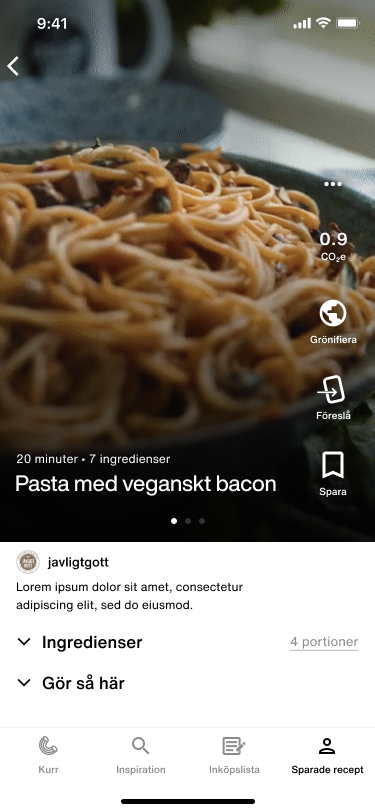 9:41
0.9
CO₂e
Grönifiera
Föreslå
Spara
20 minuter • 7 ingredienser
Pasta med veganskt bacon
javligtgott
Lorem ipsum dolor sit amet, consectetur
adipiscing elit, sed do eiusmod.
Ingredienser
4 portioner
Gör så här
Kurr
Inspiration
Inköpslista
Sparade recept